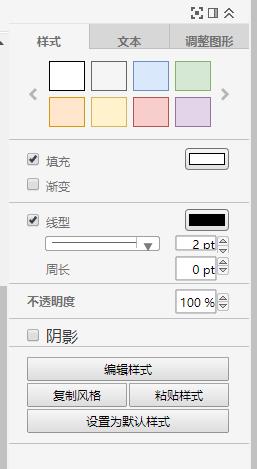 样式 文本 调整图形
填充
渐变
线型
2 pt
周长 0 pt
不透明度 100 %
阴影
编辑样式
复制风格 粘贴样式
设置为默认样式